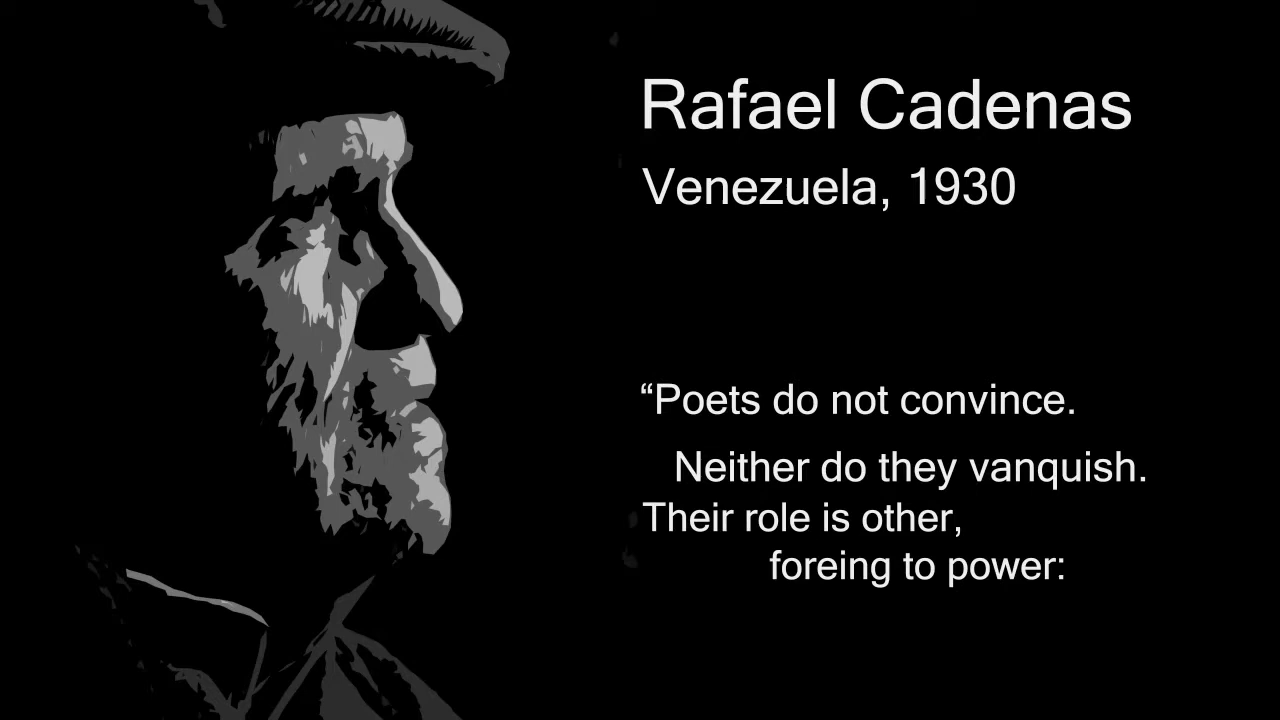 Rafael Cadenas
Venezuela, 1930
“Poets do not convince.
Neither do they vanquish.
Their role is other,
foreing to power: